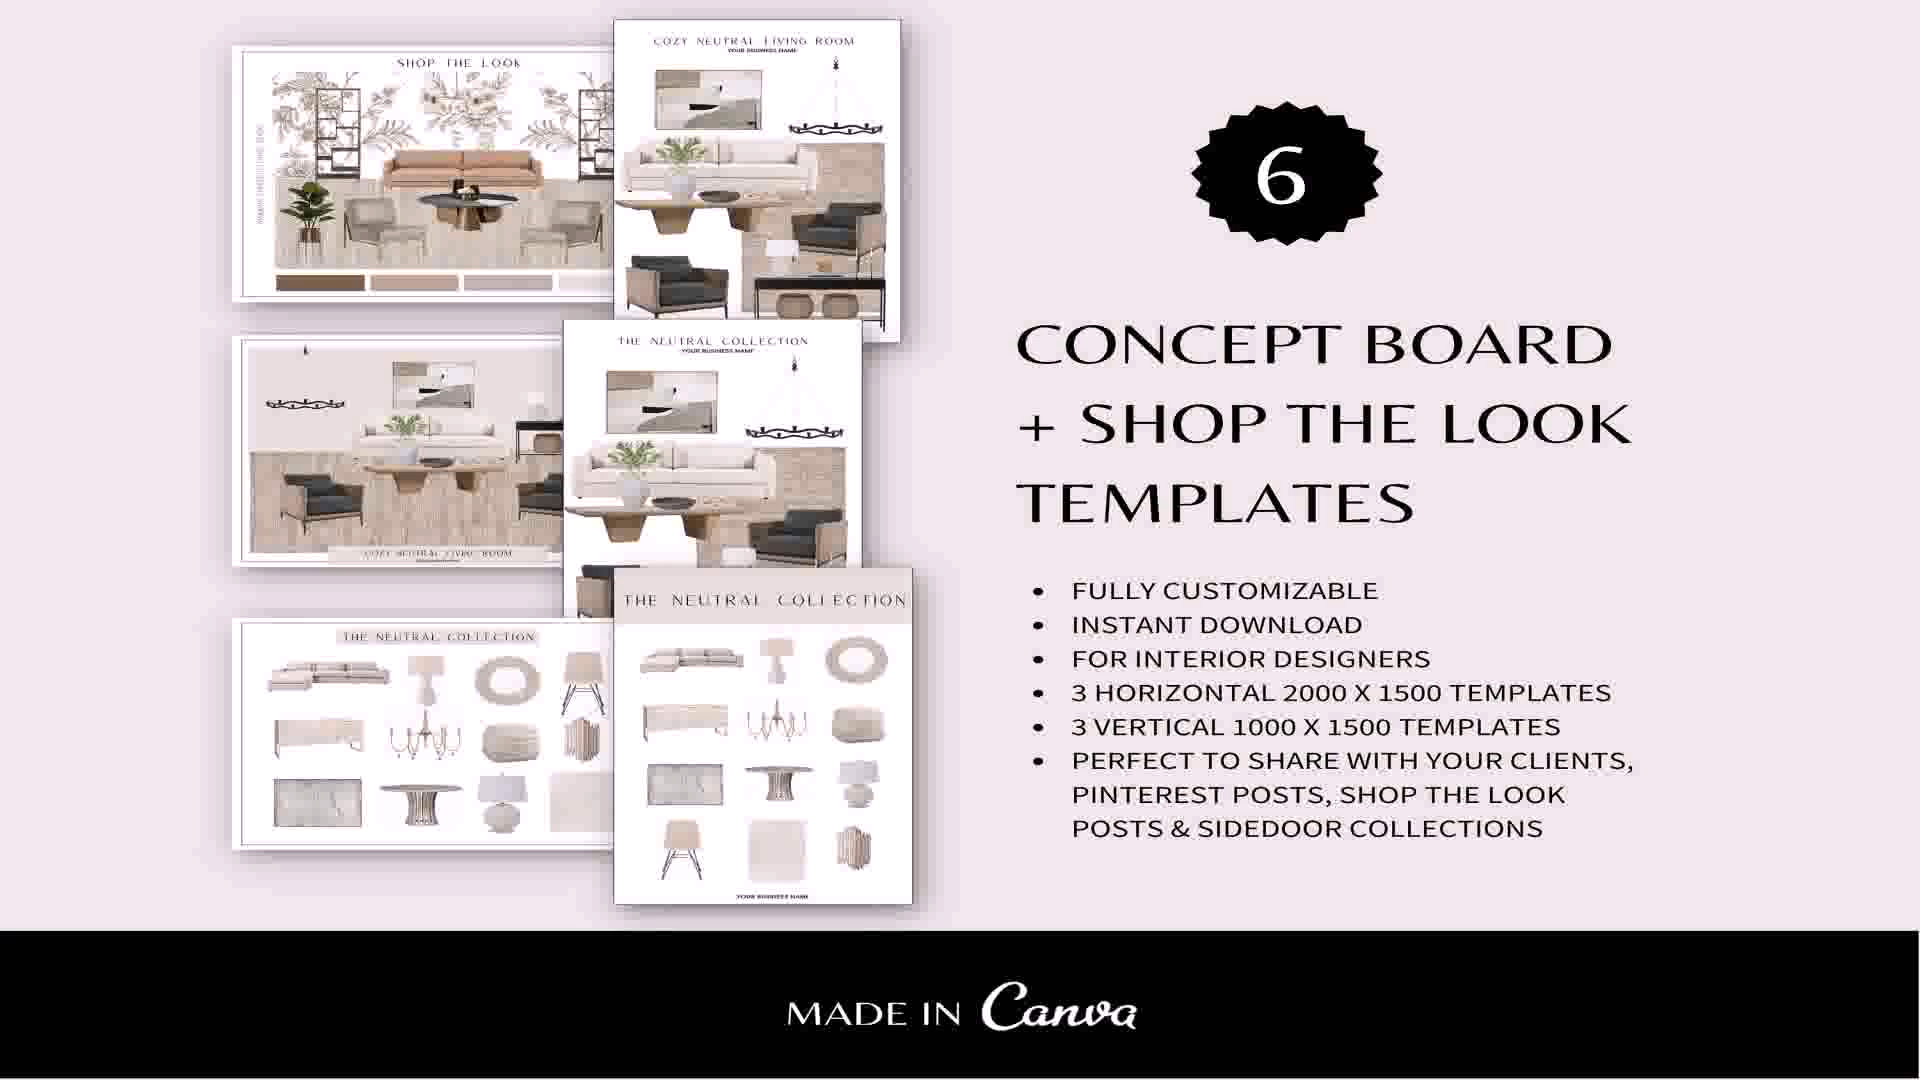 SHOP THE LOOK
COZY NEUTRAL LIVING ROOM
YOUR BUSINESS NAME
THE NEUTRAL COLLECTION
YOUR BUSINESS NAME
COZY NEUTRAL LIVING ROOM
THE NEUTRAL COLLECTION
THE NEUTRAL COLLECTION
YOUR BUSINESS NAME
6
CONCEPT BOARD
+ SHOP THE LOOK
TEMPLATES
• FULLY CUSTOMIZABLE
• INSTANT DOWNLOAD
• FOR INTERIOR DESIGNERS
• 3 HORIZONTAL 2000 X 1500 TEMPLATES
• 3 VERTICAL 1000 X 1500 TEMPLATES
• PERFECT TO SHARE WITH YOUR CLIENTS,
PINTEREST POSTS, SHOP THE LOOK
POSTS & SIDEDOOR COLLECTIONS
MADE IN Canva